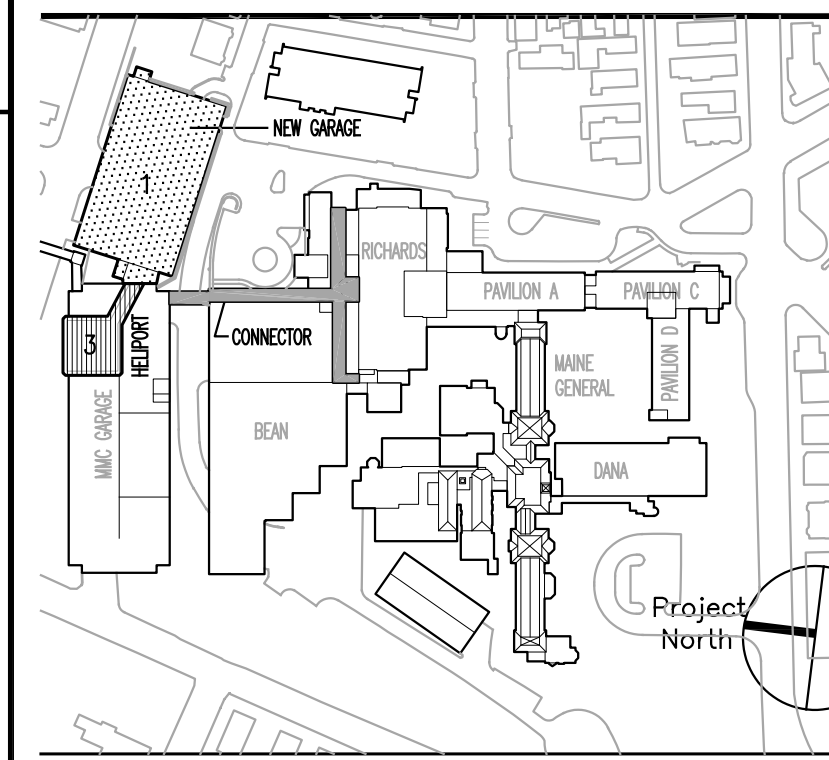 NEW GARAGE
1
RICHARDS
PAVILION A
PAVILION C
HELIPORT
CONNECTOR
3
MAINE
GENERAL
PAVILION D
MMC GARAGE
BEAN
DANA
Project
North